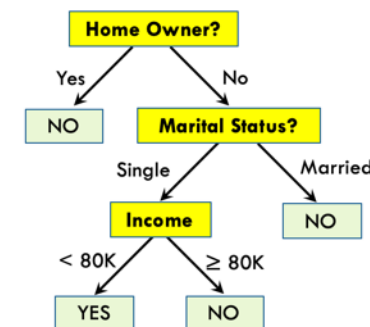 Home Owner?
Yes
No
NO
Marital Status?
Single
Married
Income
NO
< 80K
≥ 80K
YES
NO